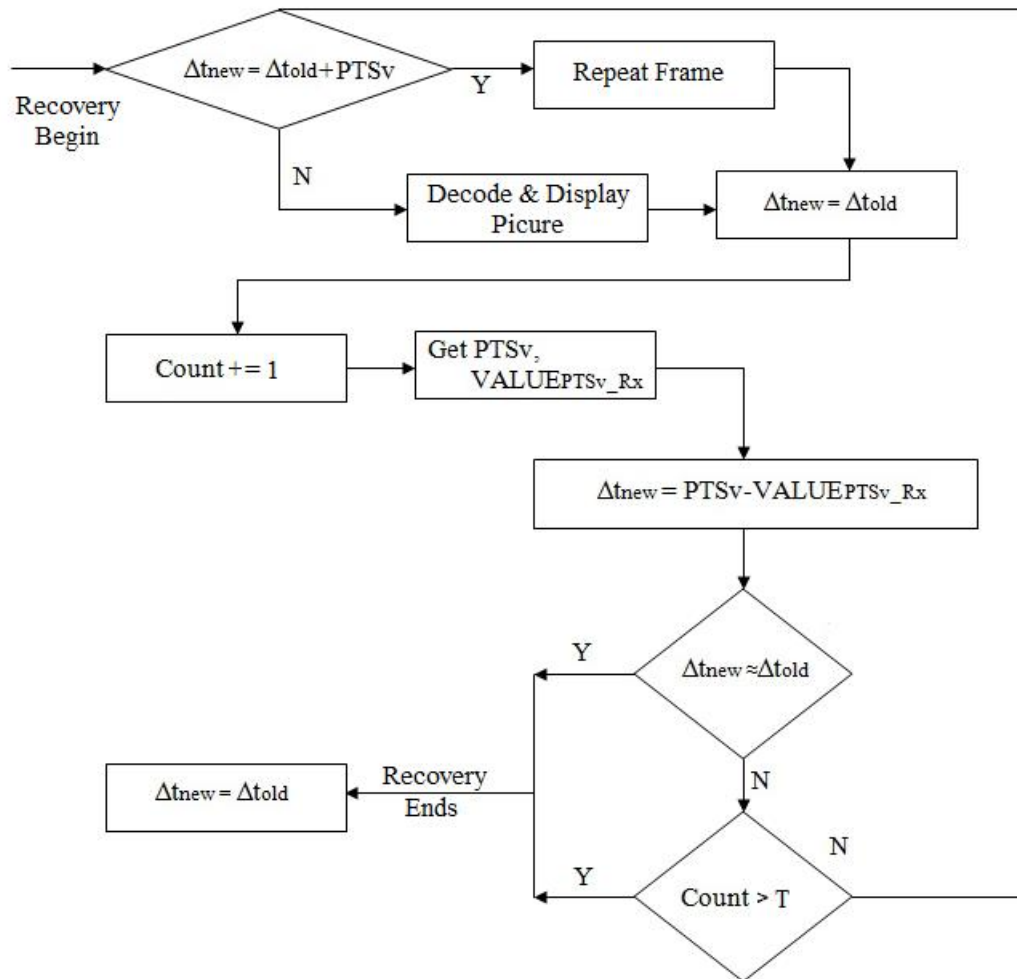 Δtnew = Δtold+PTSv
Y
Repeat Frame
Recovery
Begin
N
Decode & Display
Picure
Δtnew = Δtold
Count += 1
Get PTSv,
VALUEPTSv_Rx
Δtnew = PTSv-VALUEPTSv_Rx
Δtnew ≈Δtold
Y
N
Δtnew = Δtold
Recovery
Ends
Count > T
Y
N